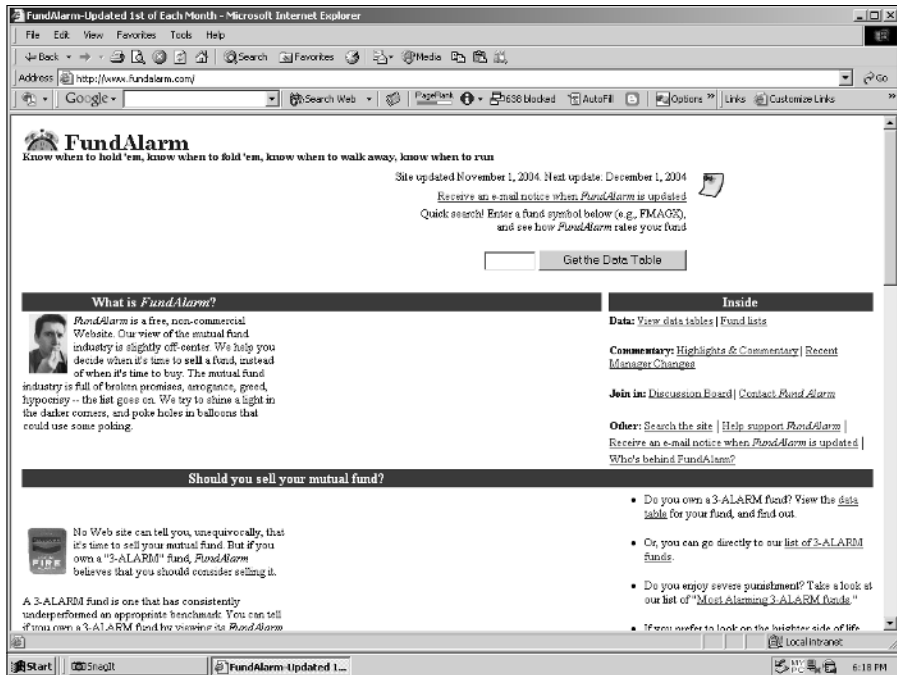 FundAlarm-Updated 1st of Each Month - Microsoft Internet Explorer
File Edit View Favorites Tools Help
Back Search Favorites Media
Address http://www.fundalarm.com/ Go
Google Search Web PageRank 638 blocked AutoFill Options Links Customize Links
FundAlarm
Know when to hold 'em, know when to fold 'em, know when to walk away, know when to run
Site updated November 1, 2004. Next update: December 1, 2004
Receive an e-mail notice when FundAlarm is updated
Quick search! Enter a fund symbol below (e.g., FMAGX),
and see how FundAlarm rates your fund
Get the Data Table
What is FundAlarm?
FundAlarm is a free, non-commercial
Website. Our view of the mutual fund
industry is slightly off-center. We help you
decide when it's time to sell a fund, instead
of when it's time to buy. The mutual fund
industry is full of broken promises, arrogance, greed,
hypocrisy -- the list goes on. We try to shine a light in
the darker corners, and poke holes in balloons that
could use some poking.
Inside
Data: View data tables | Fund lists
Commentary: Highlights & Commentary | Recent
Manager Changes
Join in: Discussion Board | Contact Fund Alarm
Other: Search the site | Help support FundAlarm |
Receive an e-mail notice when FundAlarm is updated |
Who's behind FundAlarm?
Should you sell your mutual fund?
FIRE
No Web site can tell you, unequivocally, that
it's time to sell your mutual fund. But if you
own a "3-ALARM" fund, FundAlarm
believes that you should consider selling it.
A 3-ALARM fund is one that has consistently
underperformed an appropriate benchmark. You can tell
if you own a 3-ALARM fund by viewing its FundAlarm
• Do you own a 3-ALARM fund? View the data
table for your fund, and find out.
• Or, you can go directly to our list of 3-ALARM
funds.
• Do you enjoy severe punishment? Take a look at
our list of "Most Alarming 3-ALARM funds."
• If you prefer to look on the brighter side of life
Local intranet
Start SnagIt FundAlarm-Updated 1... MY PC 6:18 PM